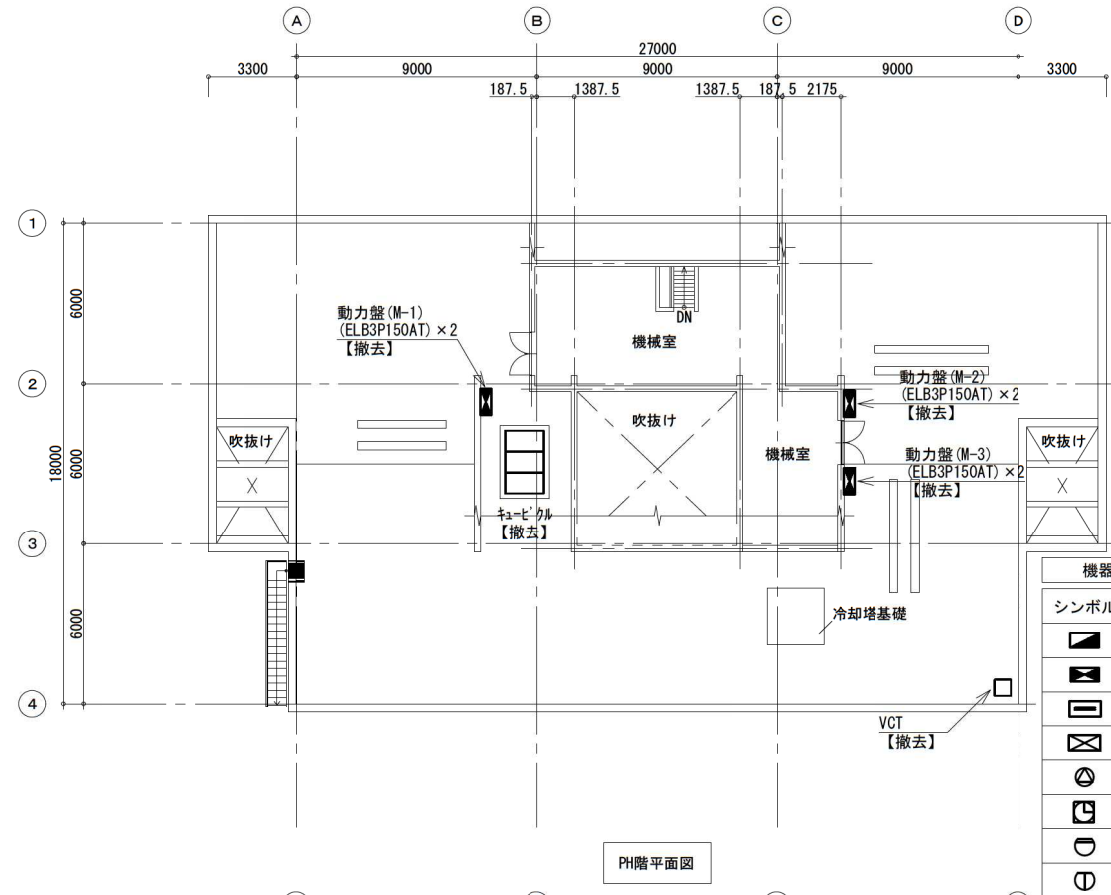 A
B
C
D
27000
3300
9000
9000
9000
3300
187.5
1387.5
1387.5
187.5
2175
1
2
3
4
18000
6000
6000
6000
動力盤(M-1)
(ELB3P150AT)×2
【撤去】
DN
機械室
動力盤(M-2)
(ELB3P150AT)×2
【撤去】
吹抜け
吹抜け
機械室
吹抜け
動力盤(M-3)
(ELB3P150AT)×2
【撤去】
キュービクル
【撤去】
冷却塔基礎
VCT
【撤去】
機器
シンボル
PH階平面図